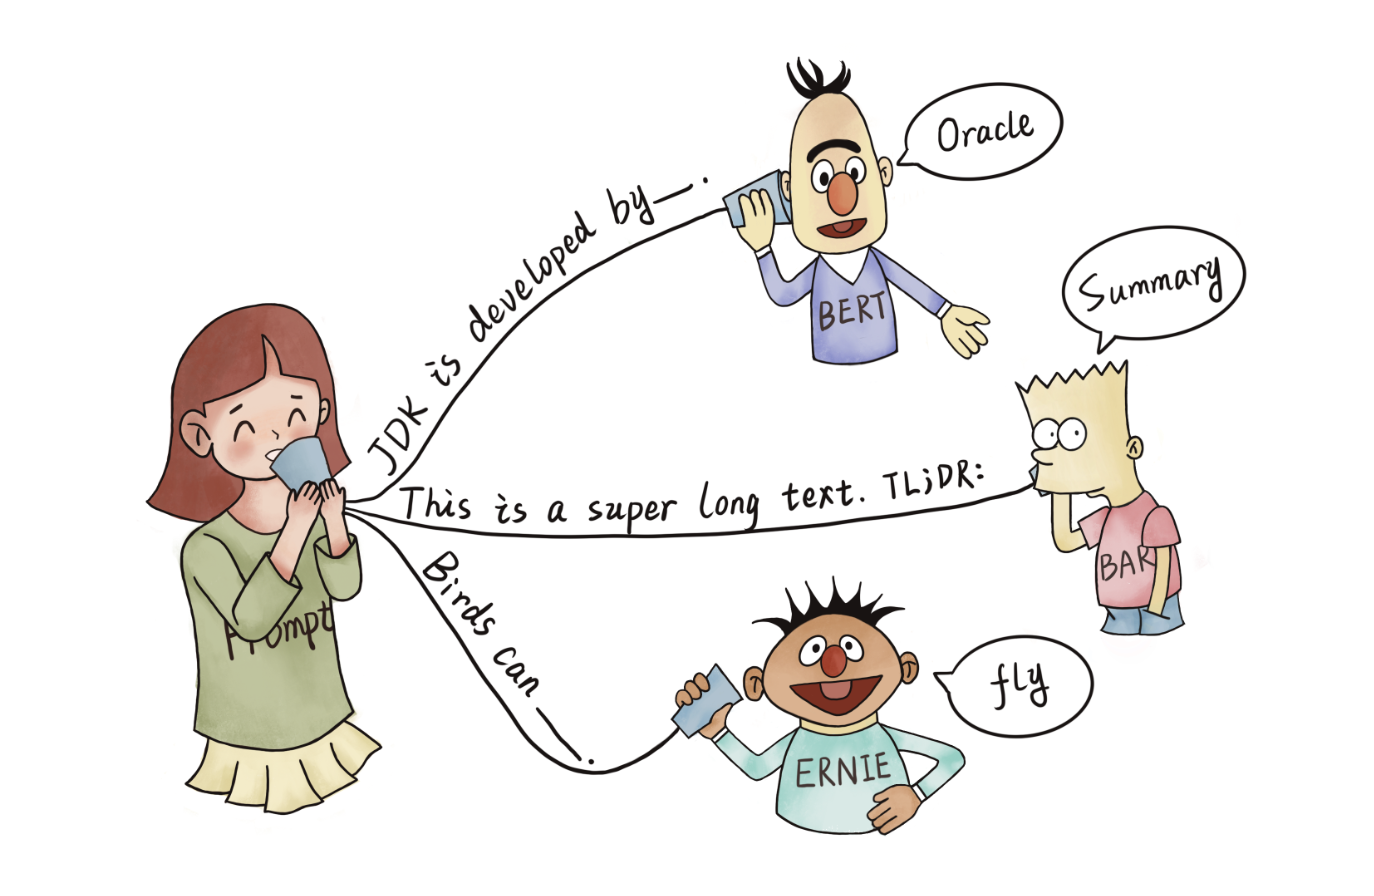 JDK is developed by—.
Oracle
BERT
This is a super long text. TL;DR:
Summary
BAR
Prompt
Birds can —.
fly
ERNIE